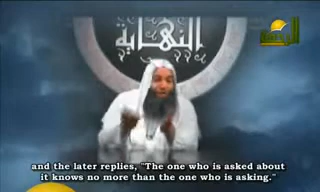 النهاية
الرحمة
and the later replies, "The one who is asked about
it knows no more than the one who is asking."